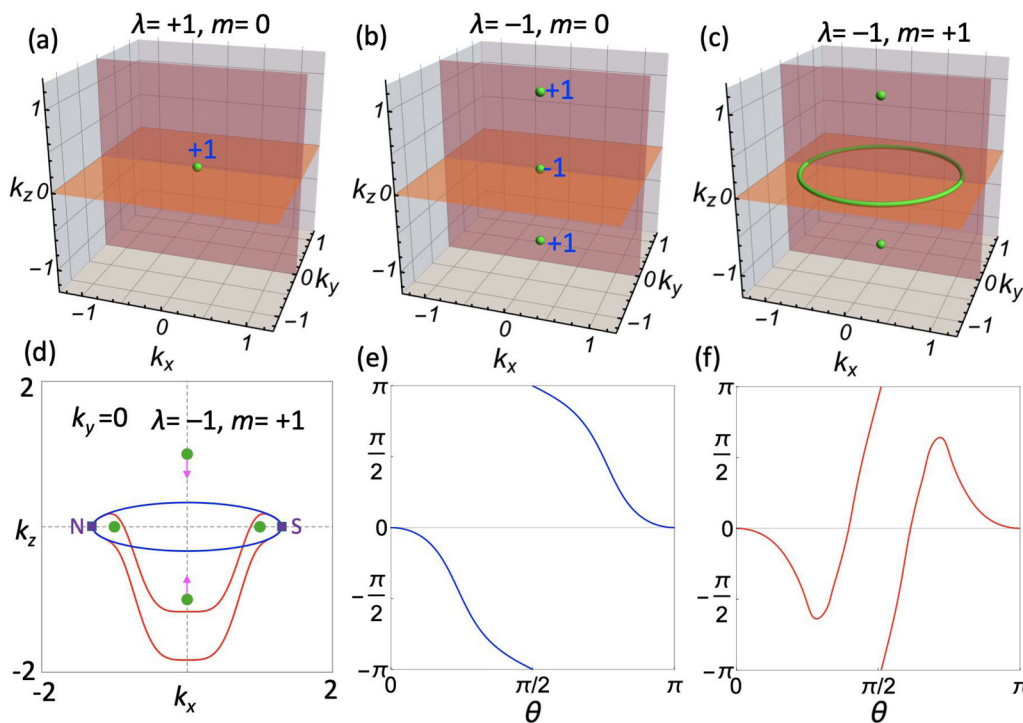 (a) λ= +1, m= 0
+1
k_z
1
0
−1
−1
0
1
k_x
−1
0
1
k_y
(b) λ= −1, m= 0
+1
-1
+1
k_z
1
0
−1
−1
0
1
k_x
−1
0
1
k_y
(c) λ= −1, m= +1
k_z
1
0
−1
−1
0
1
k_x
−1
0
1
k_y
(d)
2
k_y=0 λ= −1, m= +1
k_z
0
N
S
-2
-2
0
2
k_x
(e)
π
π/2
0
−π/2
−π
0
π/2
π
θ
(f)
π
π/2
0
−π/2
−π
0
π/2
π
θ